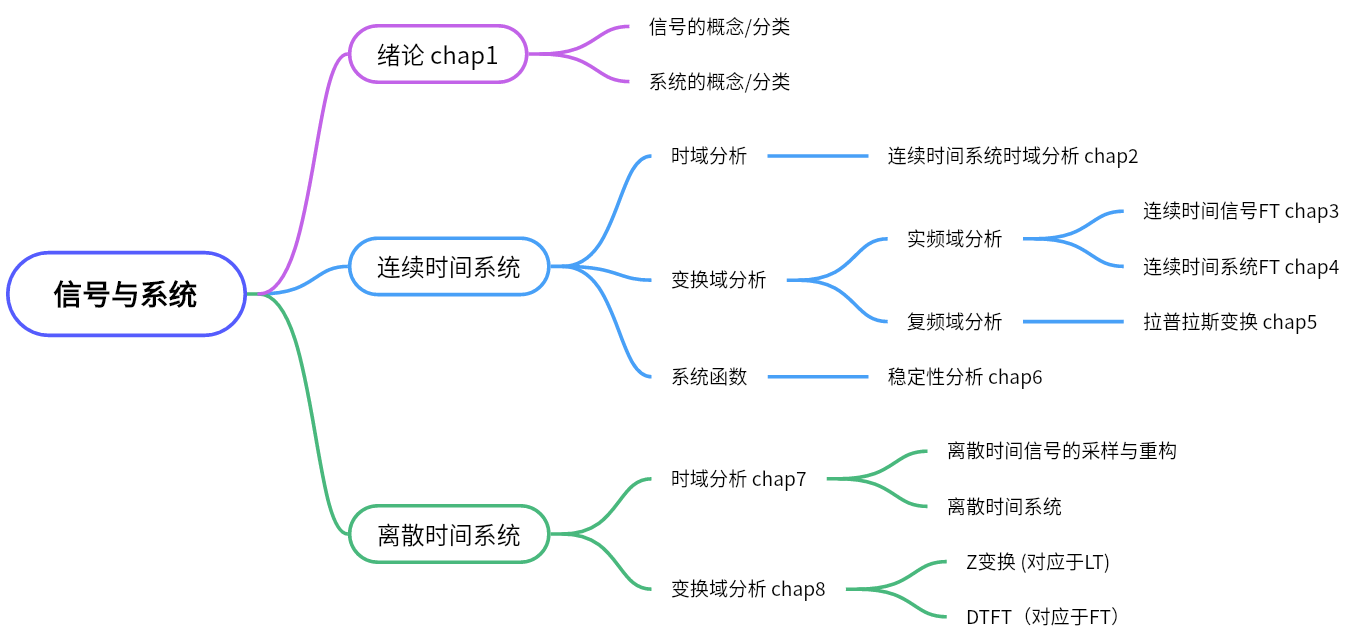 信号与系统
绪论 chap1
信号的概念/分类
系统的概念/分类
连续时间系统
时域分析
连续时间系统时域分析 chap2
变换域分析
实频域分析
连续时间信号FT chap3
连续时间系统FT chap4
复频域分析
拉普拉斯变换 chap5
系统函数
稳定性分析 chap6
离散时间系统
时域分析 chap7
离散时间信号的采样与重构
离散时间系统
变换域分析 chap8
Z变换 (对应于LT)
DTFT（对应于FT）